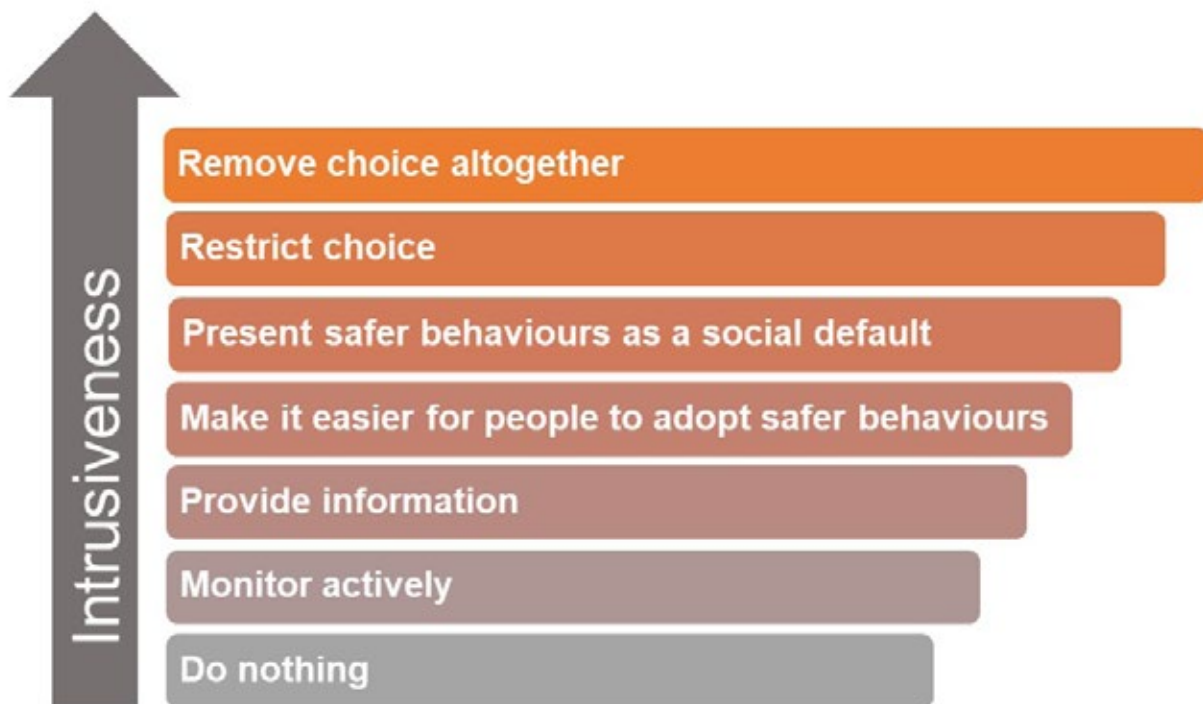 Intrusiveness
Remove choice altogether
Restrict choice
Present safer behaviours as a social default
Make it easier for people to adopt safer behaviours
Provide information
Monitor actively
Do nothing